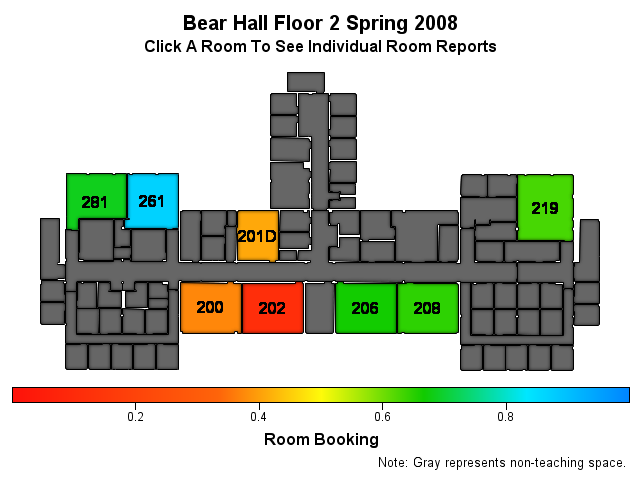 Bear Hall Floor 2 Spring 2008
Click A Room To See Individual Room Reports
281
261
219
201D
200
202
206
208
0.2
0.4
0.6
0.8
Room Booking
Note: Gray represents non-teaching space.